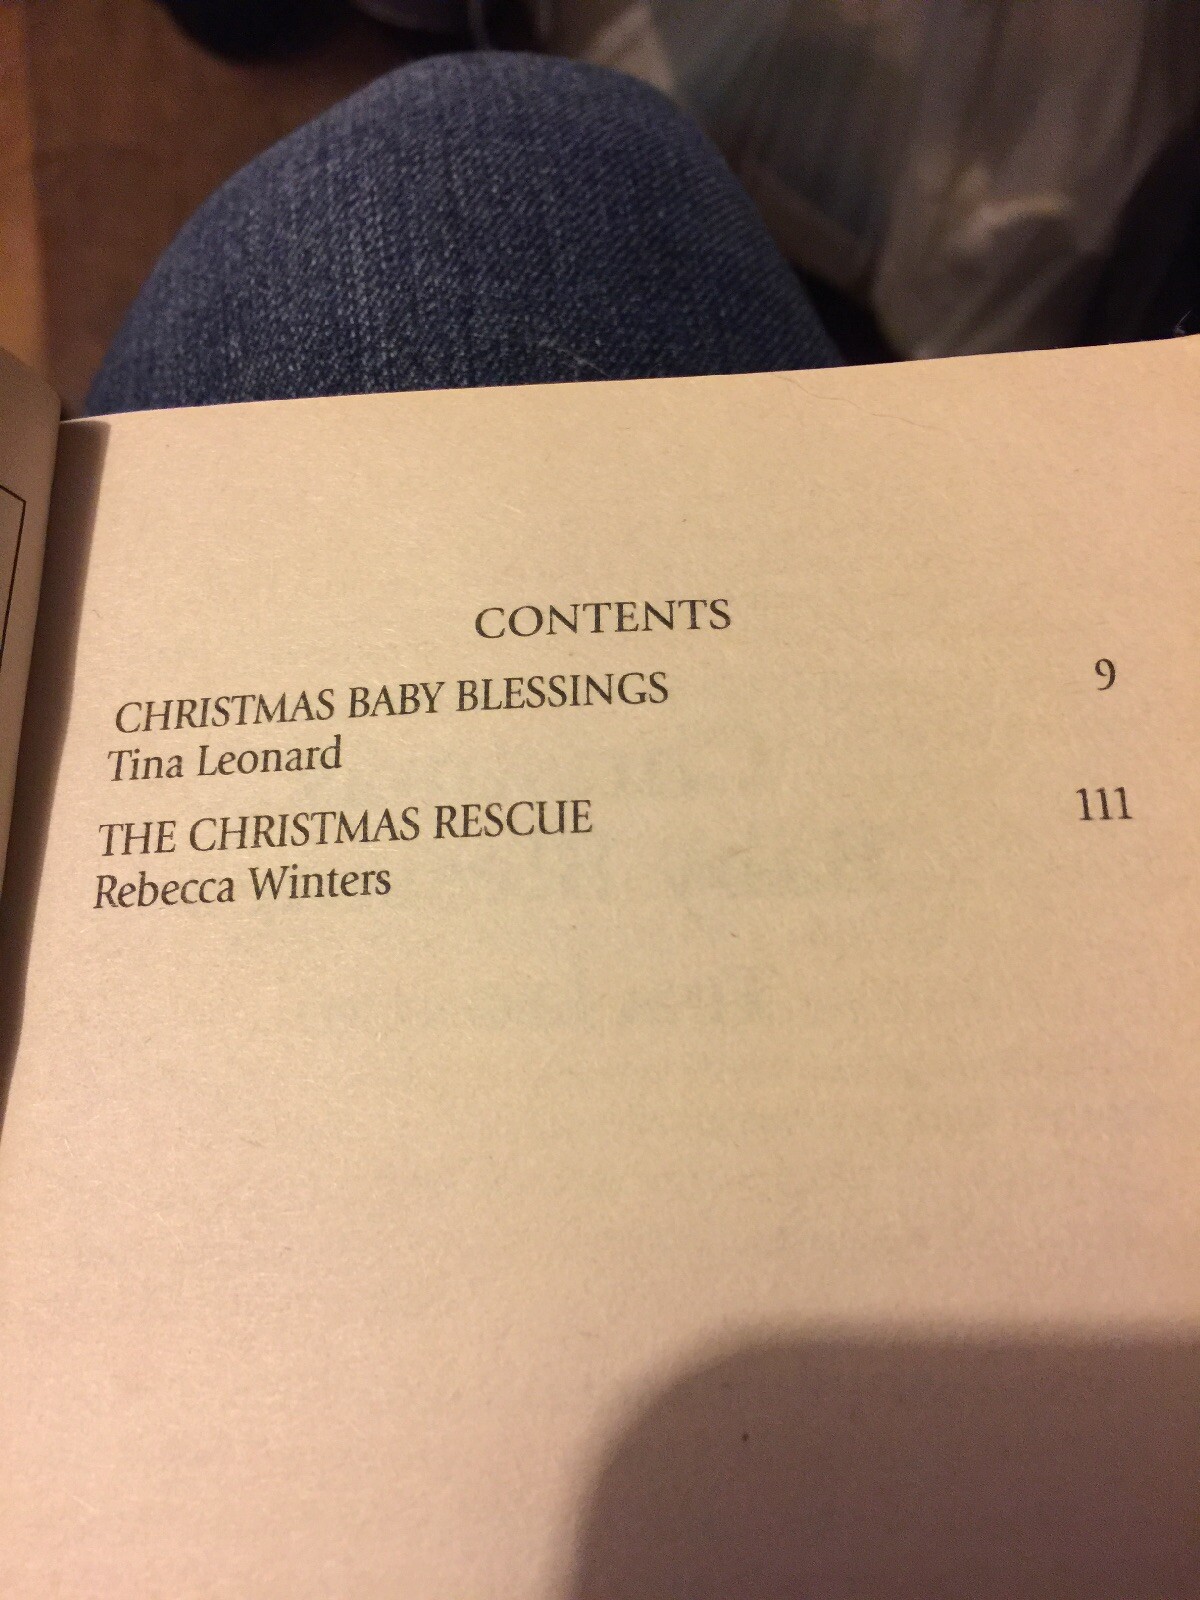 CONTENTS
CHRISTMAS BABY BLESSINGS 9
Tina Leonard
THE CHRISTMAS RESCUE 111
Rebecca Winters